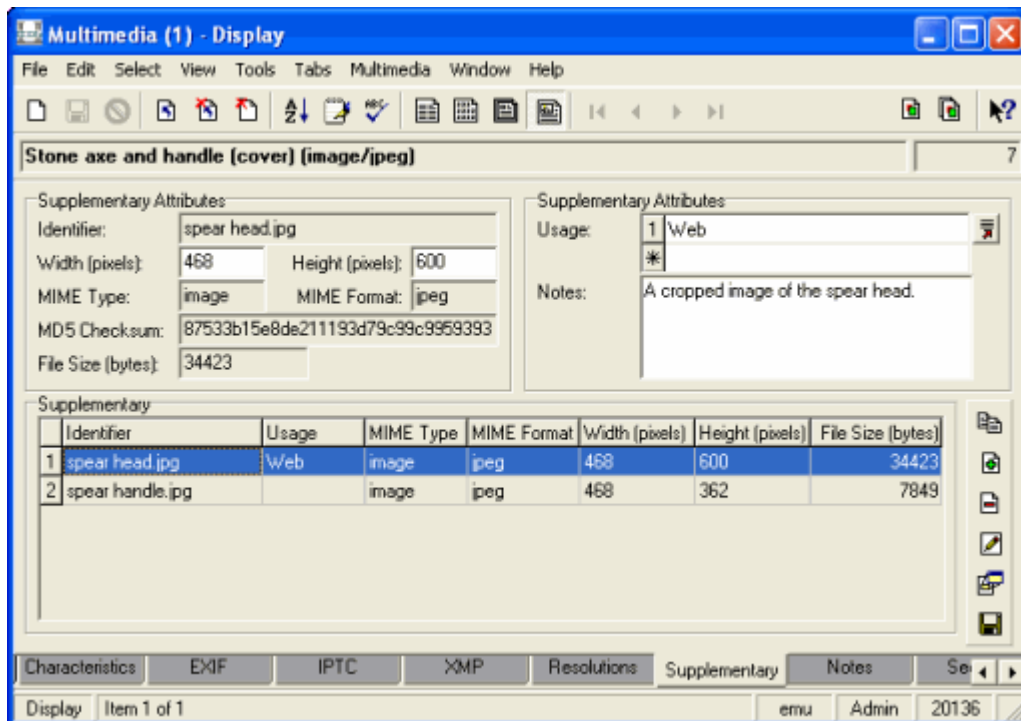 Multimedia (1) - Display
File Edit Select View Tools Tabs Multimedia Window Help
Stone axe and handle (cover) (image/jpeg) 7
Supplementary Attributes
Identifier: spear head.jpg
Width (pixels): 468 Height (pixels): 600
MIME Type: image MIME Format: jpeg
MD5 Checksum: 87533b15e8de211193d79c99c9959393
File Size (bytes): 34423
Supplementary Attributes
Usage: 1 Web
Notes: A cropped image of the spear head.
Supplementary
Identifier Usage MIME Type MIME Format Width (pixels) Height (pixels) File Size (bytes)
1 spear head.jpg Web image jpeg 468 600 34423
2 spear handle.jpg image jpeg 468 362 7849
Characteristics EXIF IPTC XMP Resolutions Supplementary Notes Se
Display Item 1 of 1 emu Admin 20136